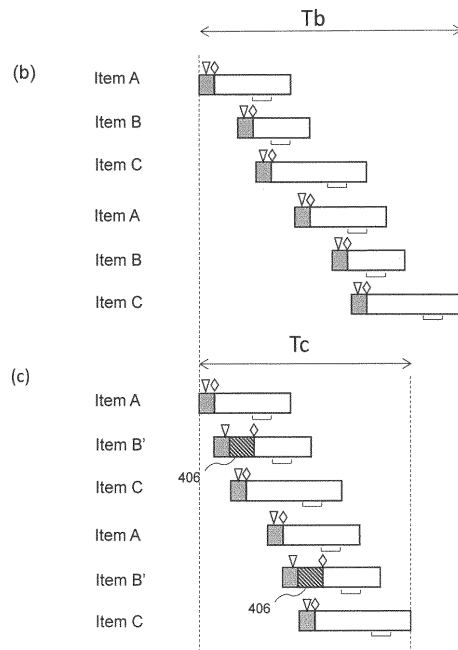 Tb
(b)
Item A
Item B
Item C
Item A
Item B
Item C
Tc
(c)
Item A
Item B'
406
Item C
Item A
Item B'
406
Item C